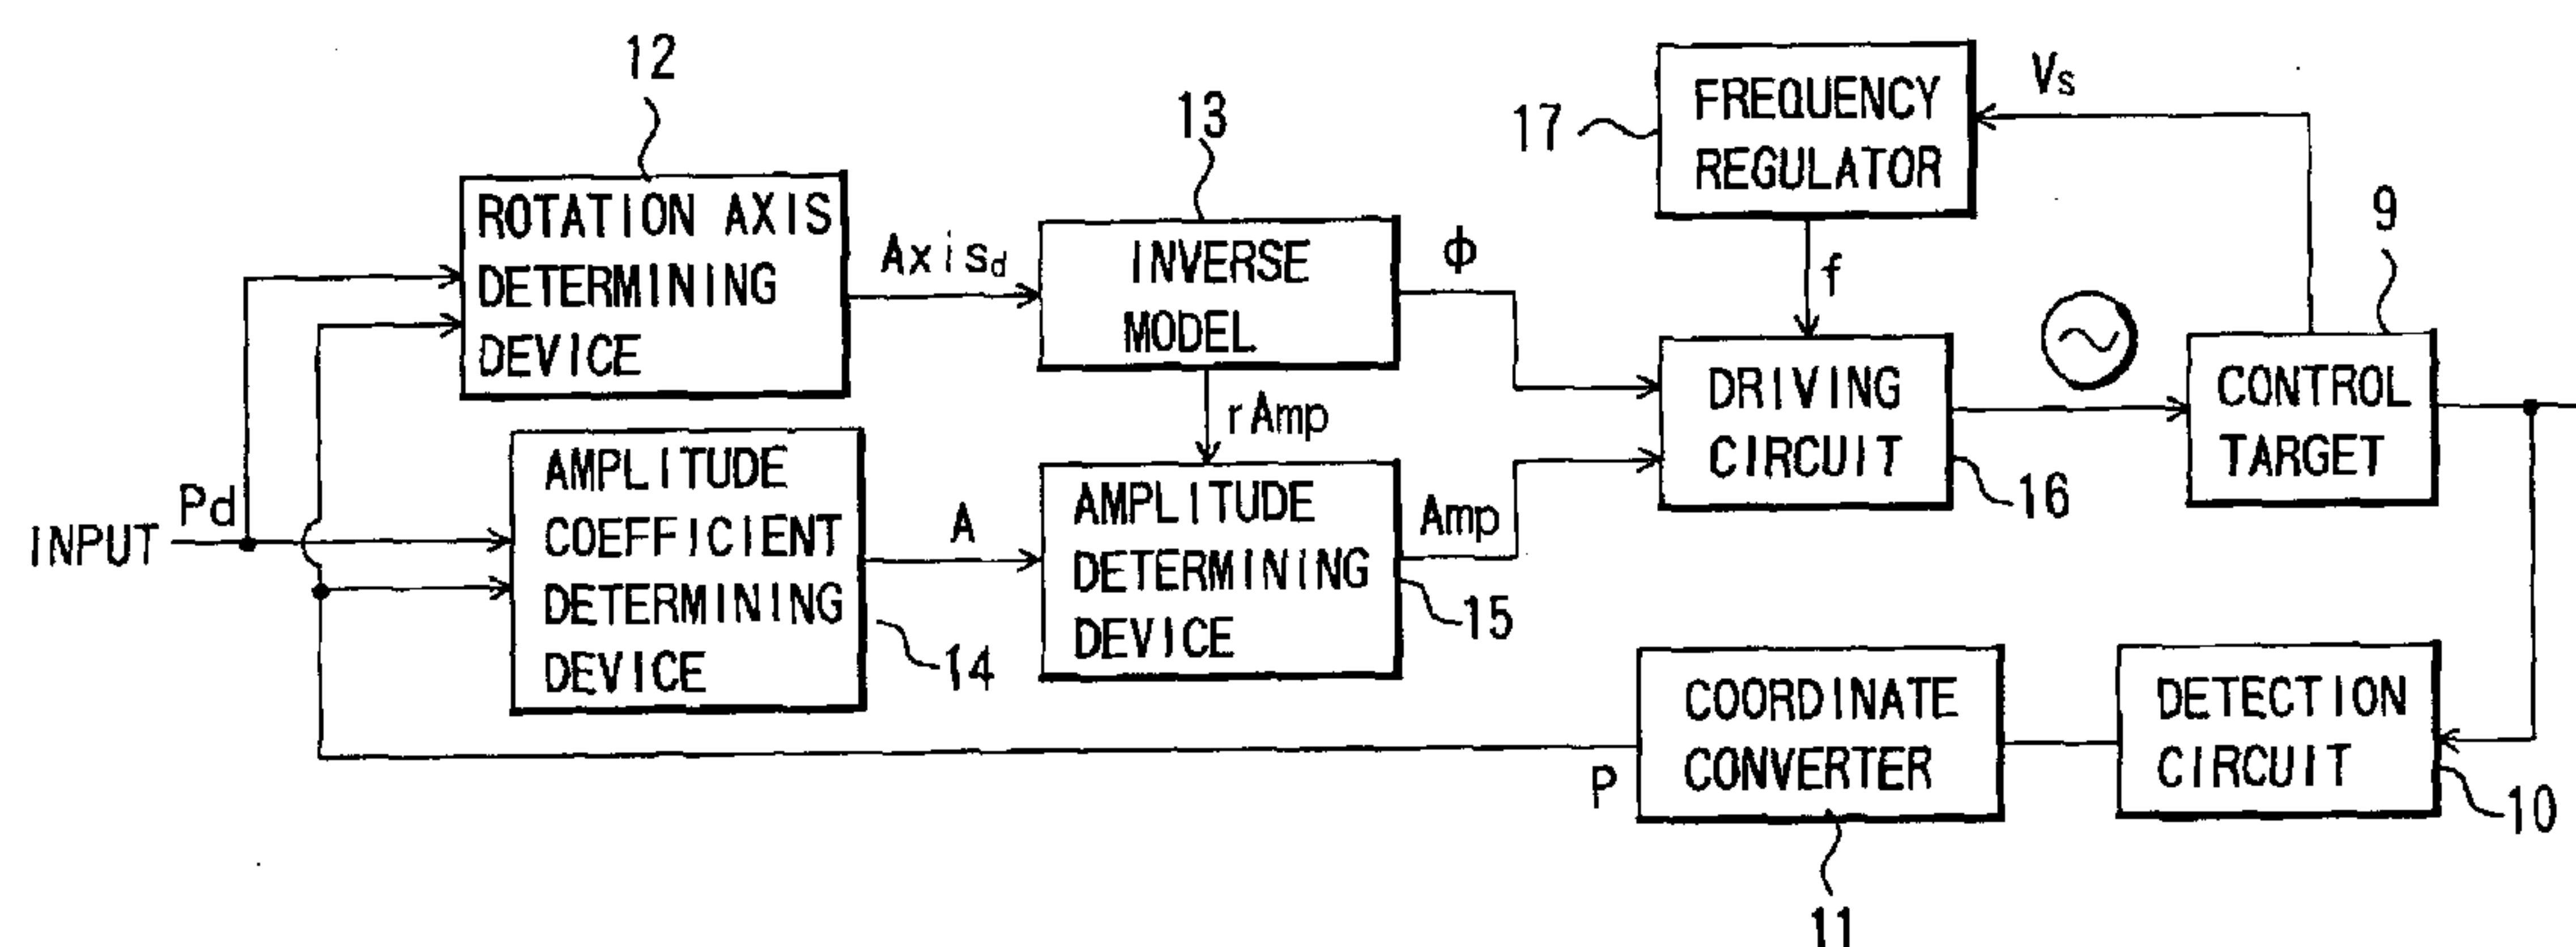 12
ROTATION AXIS
DETERMINING
DEVICE
Axisd
13
INVERSE
MODEL
Φ
rAmp
17
FREQUENCY
REGULATOR
Vs
f
9
CONTROL
TARGET
DRIVING
CIRCUIT
16
INPUT
Pd
AMPLITUDE
COEFFICIENT
DETERMINING
DEVICE
14
A
AMPLITUDE
DETERMINING
DEVICE
15
Amp
P
COORDINATE
CONVERTER
11
DETECTION
CIRCUIT
10